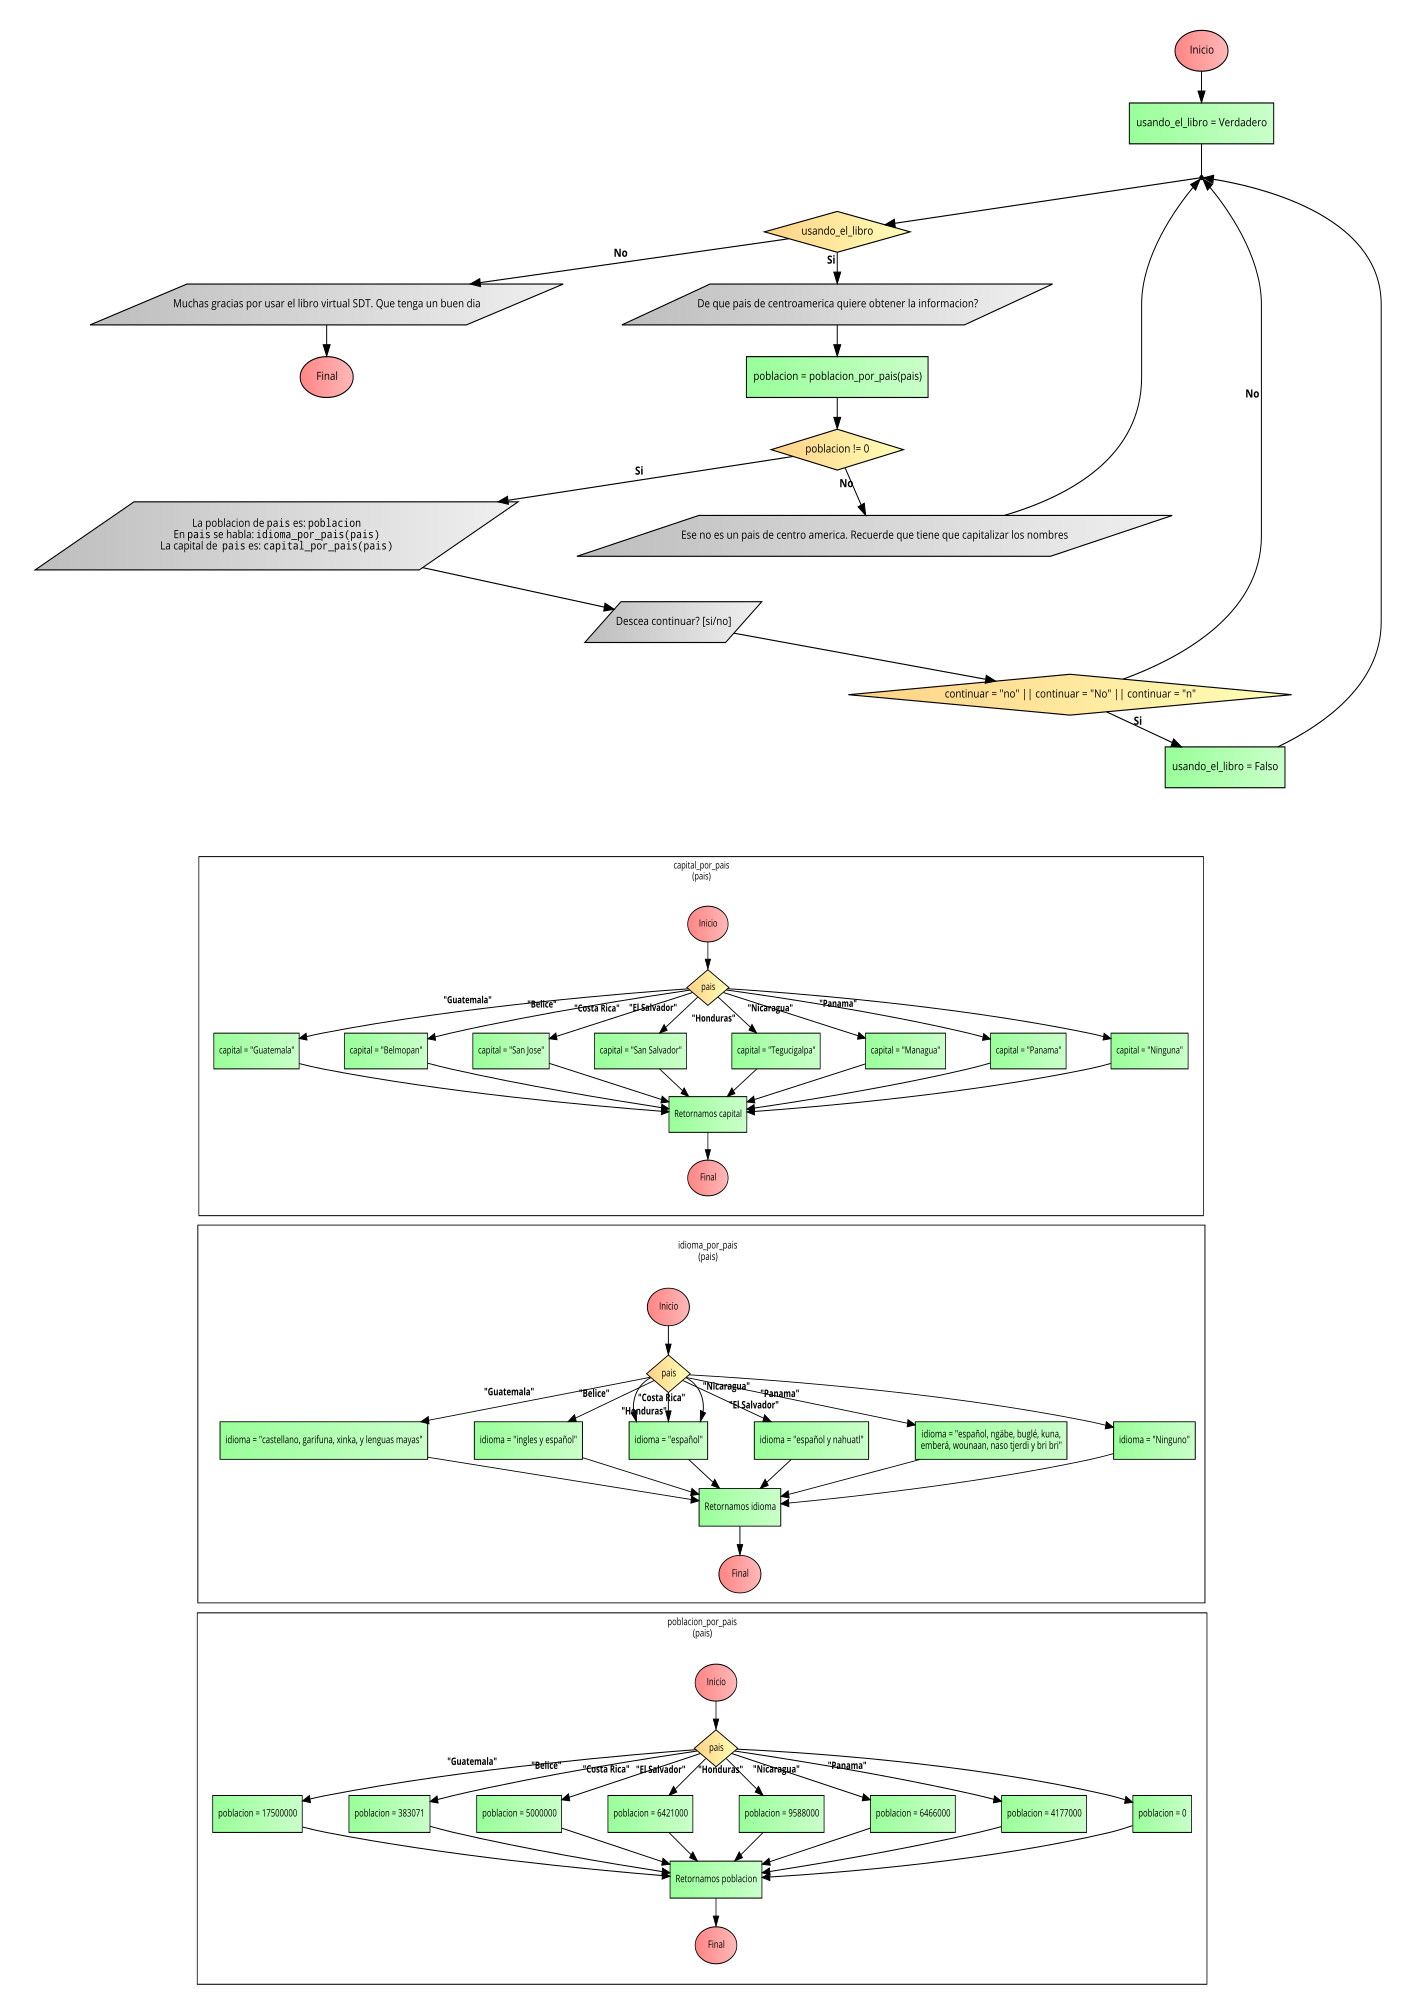 Inicio
usando_el_libro = Verdadero
usando_el_libro
No
Si
Muchas gracias por usar el libro virtual SDT. Que tenga un buen dia
De que pais de centroamerica quiere obtener la informacion?
Final
poblacion = poblacion_por_pais(pais)
No
poblacion != 0
Si
No
La poblacion de pais es: poblacion
En pais se habla: idioma_por_pais(pais)
La capital de pais es: capital_por_pais(pais)
Ese no es un pais de centro america. Recuerde que tiene que capitalizar los nombres
Descea continuar? [si/no]
continuar = "no" || continuar = "No" || continuar = "n"
Si
usando_el_libro = Falso
capital_por_pais
(pais)
Inicio
pais
"Guatemala"
"Belice"
"Costa Rica"
"El Salvador"
"Honduras"
"Nicaragua"
"Panama"
capital = "Guatemala"
capital = "Belmopan"
capital = "San Jose"
capital = "San Salvador"
capital = "Tegucigalpa"
capital = "Managua"
capital = "Panama"
capital = "Ninguna"
Retornamos capital
Final
idioma_por_pais
(pais)
Inicio
pais
"Guatemala"
"Belice"
"Costa Rica"
"Nicaragua"
"Panama"
"Honduras"
"El Salvador"
idioma = "castellano, garifuna, xinka, y lenguas mayas"
idioma = "ingles y español"
idioma = "español"
idioma = "español y nahuatl"
idioma = "español, ngäbe, buglé, kuna,
emberá, wounaan, naso tjerdi y bri bri"
idioma = "Ninguno"
Retornamos idioma
Final
poblacion_por_pais
(pais)
Inicio
pais
"Guatemala"
"Belice"
"Costa Rica"
"El Salvador"
"Honduras"
"Nicaragua"
"Panama"
poblacion = 17500000
poblacion = 383071
poblacion = 5000000
poblacion = 6421000
poblacion = 9588000
poblacion = 6466000
poblacion = 4177000
poblacion = 0
Retornamos poblacion
Final